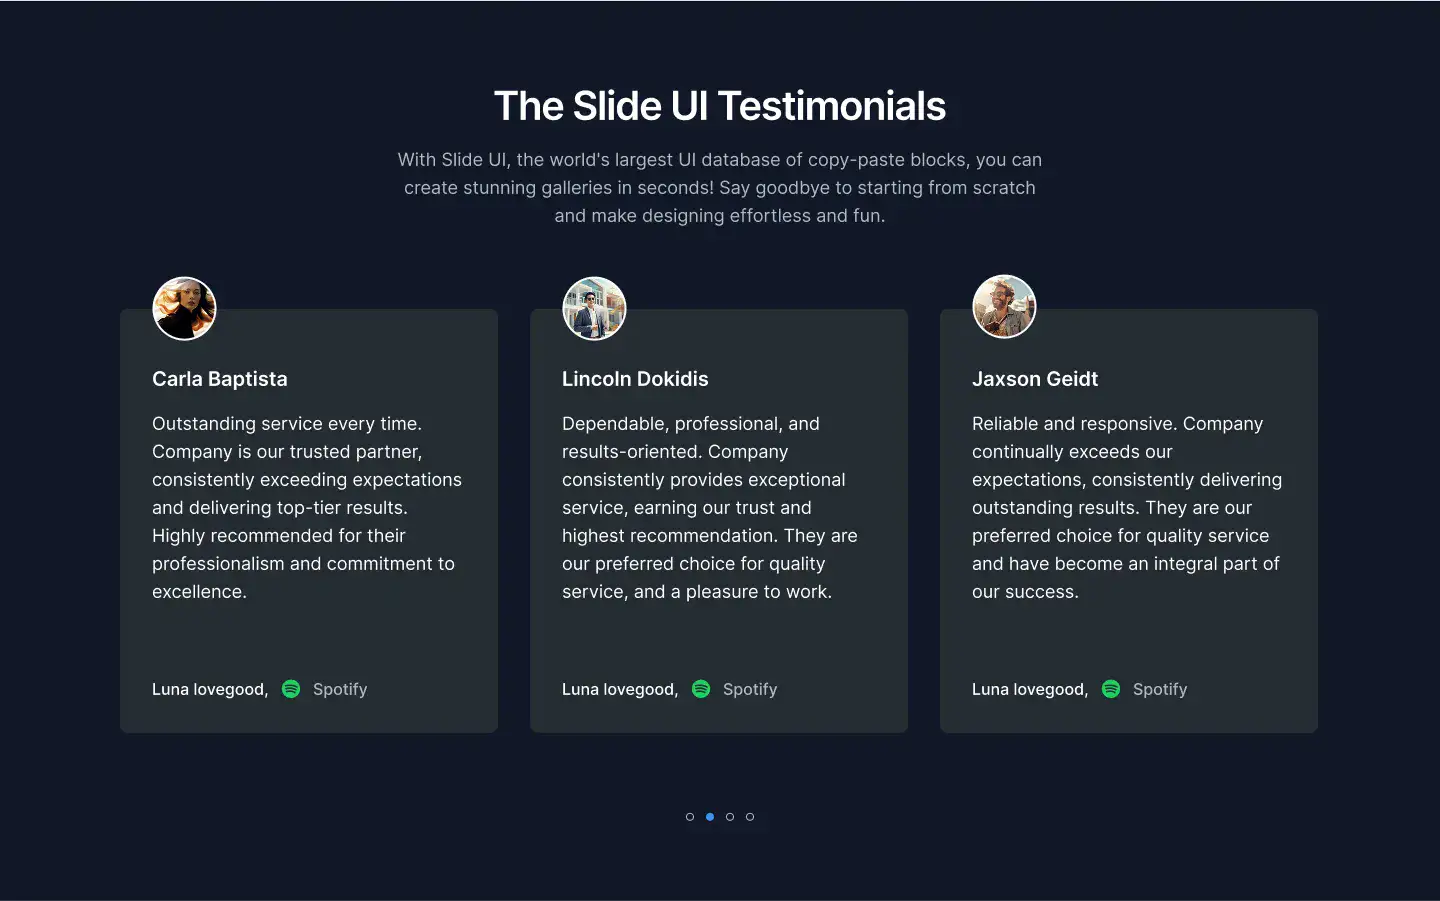 The Slide UI Testimonials
With Slide UI, the world's largest UI database of copy-paste blocks, you can
create stunning galleries in seconds! Say goodbye to starting from scratch
and make designing effortless and fun.
Carla Baptista
Outstanding service every time.
Company is our trusted partner,
consistently exceeding expectations
and delivering top-tier results.
Highly recommended for their
professionalism and commitment to
excellence.
Luna lovegood, Spotify
Lincoln Dokidis
Dependable, professional, and
results-oriented. Company
consistently provides exceptional
service, earning our trust and
highest recommendation. They are
our preferred choice for quality
service, and a pleasure to work.
Luna lovegood, Spotify
Jaxson Geidt
Reliable and responsive. Company
continually exceeds our
expectations, consistently delivering
outstanding results. They are our
preferred choice for quality service
and have become an integral part of
our success.
Luna lovegood, Spotify